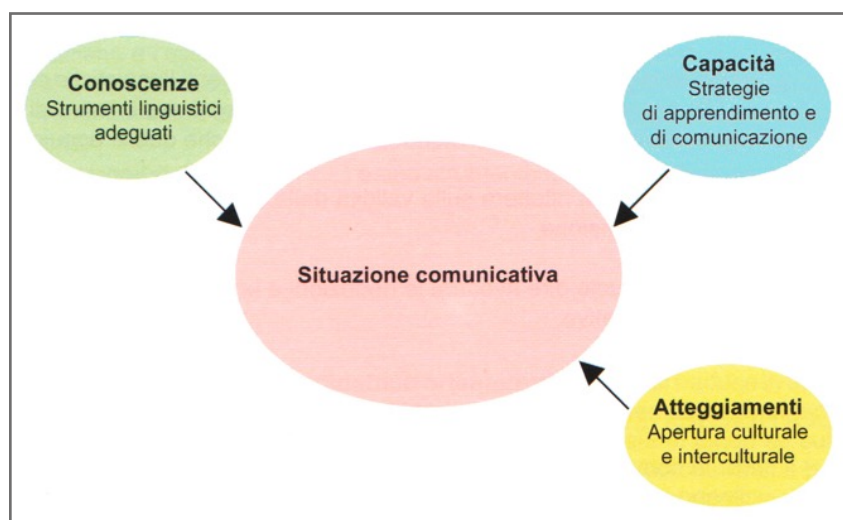 Conoscenze
Strumenti linguistici
adeguati
Capacità
Strategie
di apprendimento e
di comunicazione
Situazione comunicativa
Atteggiamenti
Apertura culturale
e interculturale